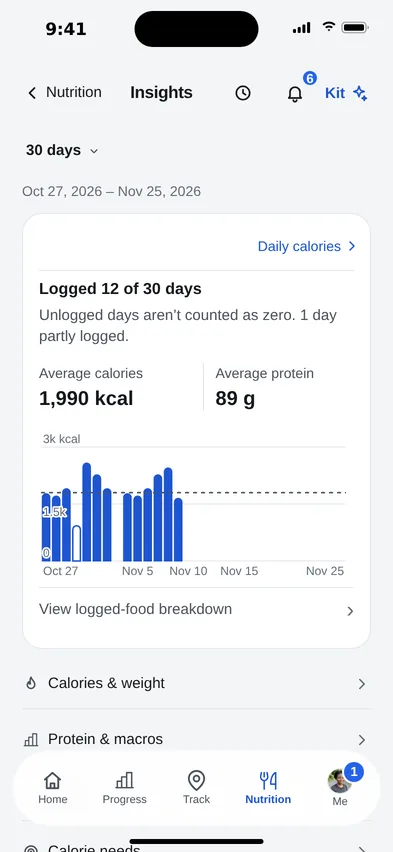 9:41
Nutrition
Insights
6
Kit
30 days
Oct 27, 2026 – Nov 25, 2026
Daily calories
Logged 12 of 30 days
Unlogged days aren’t counted as zero. 1 day
partly logged.
Average calories
1,990 kcal
Average protein
89 g
3k kcal
1.5k
0
Oct 27
Nov 5
Nov 10
Nov 15
Nov 25
View logged-food breakdown
Calories & weight
Protein & macros
Home
Progress
Track
Nutrition
1
Me
Calorie needs